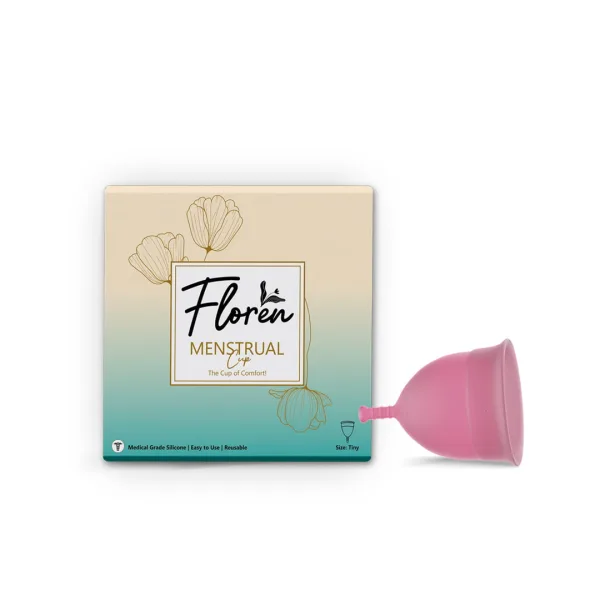 Floren
MENSTRUAL
Cup
The Cup of Comfort!
Medical Grade Silicone | Easy to Use | Reusable
Size: Tiny